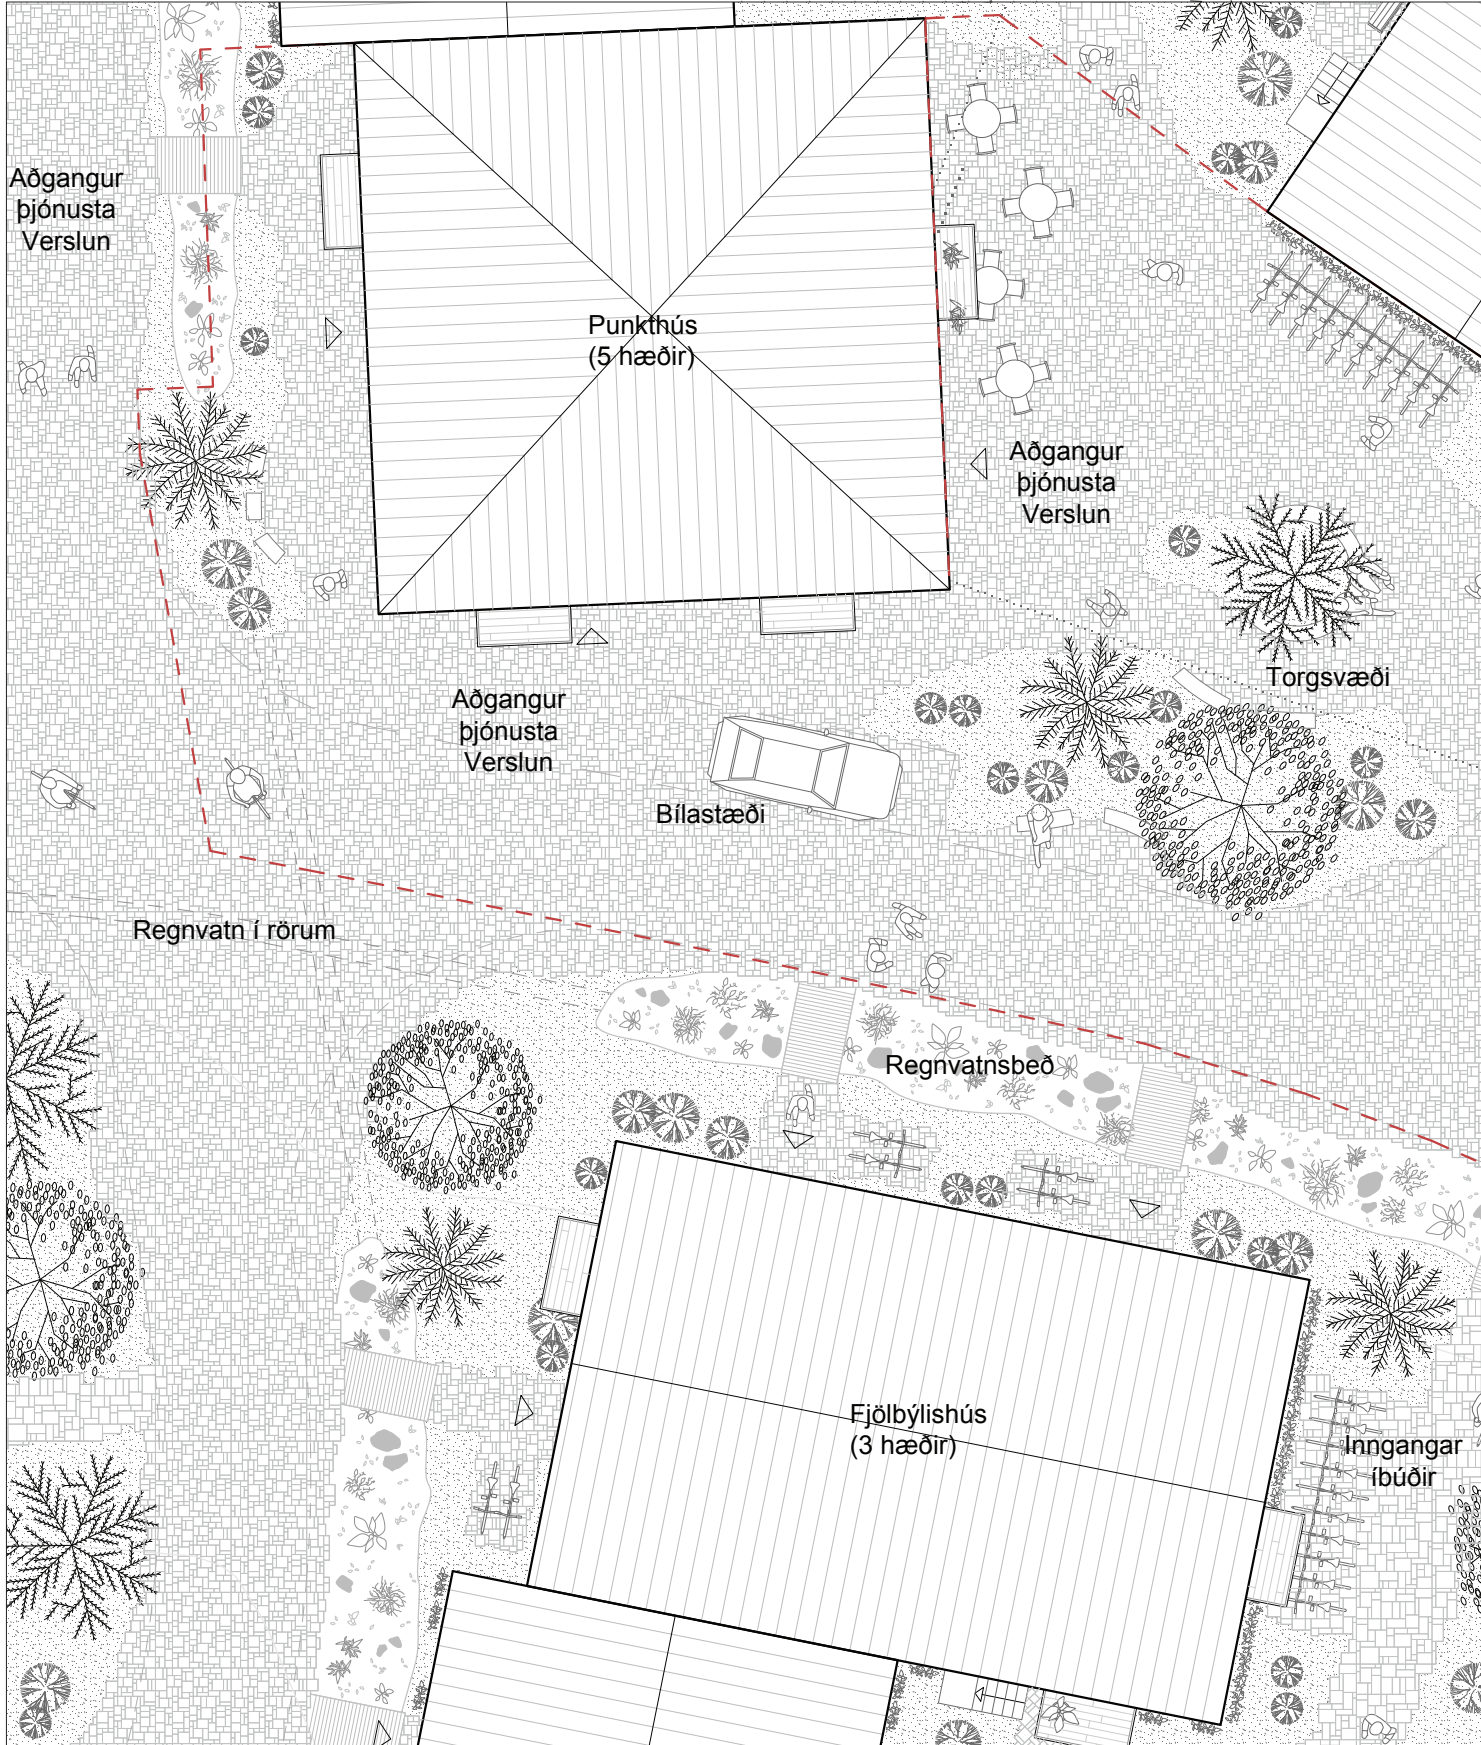 Aðgangur
þjónusta
Verslun
Punkthús
(5 hæðir)
Aðgangur
þjónusta
Verslun
Torgsvæði
Aðgangur
þjónusta
Verslun
Bílastæði
Regnvatn í rörum
Regnvatnsbeð
Fjölbýlishús
(3 hæðir)
Inngangar
íbúðir